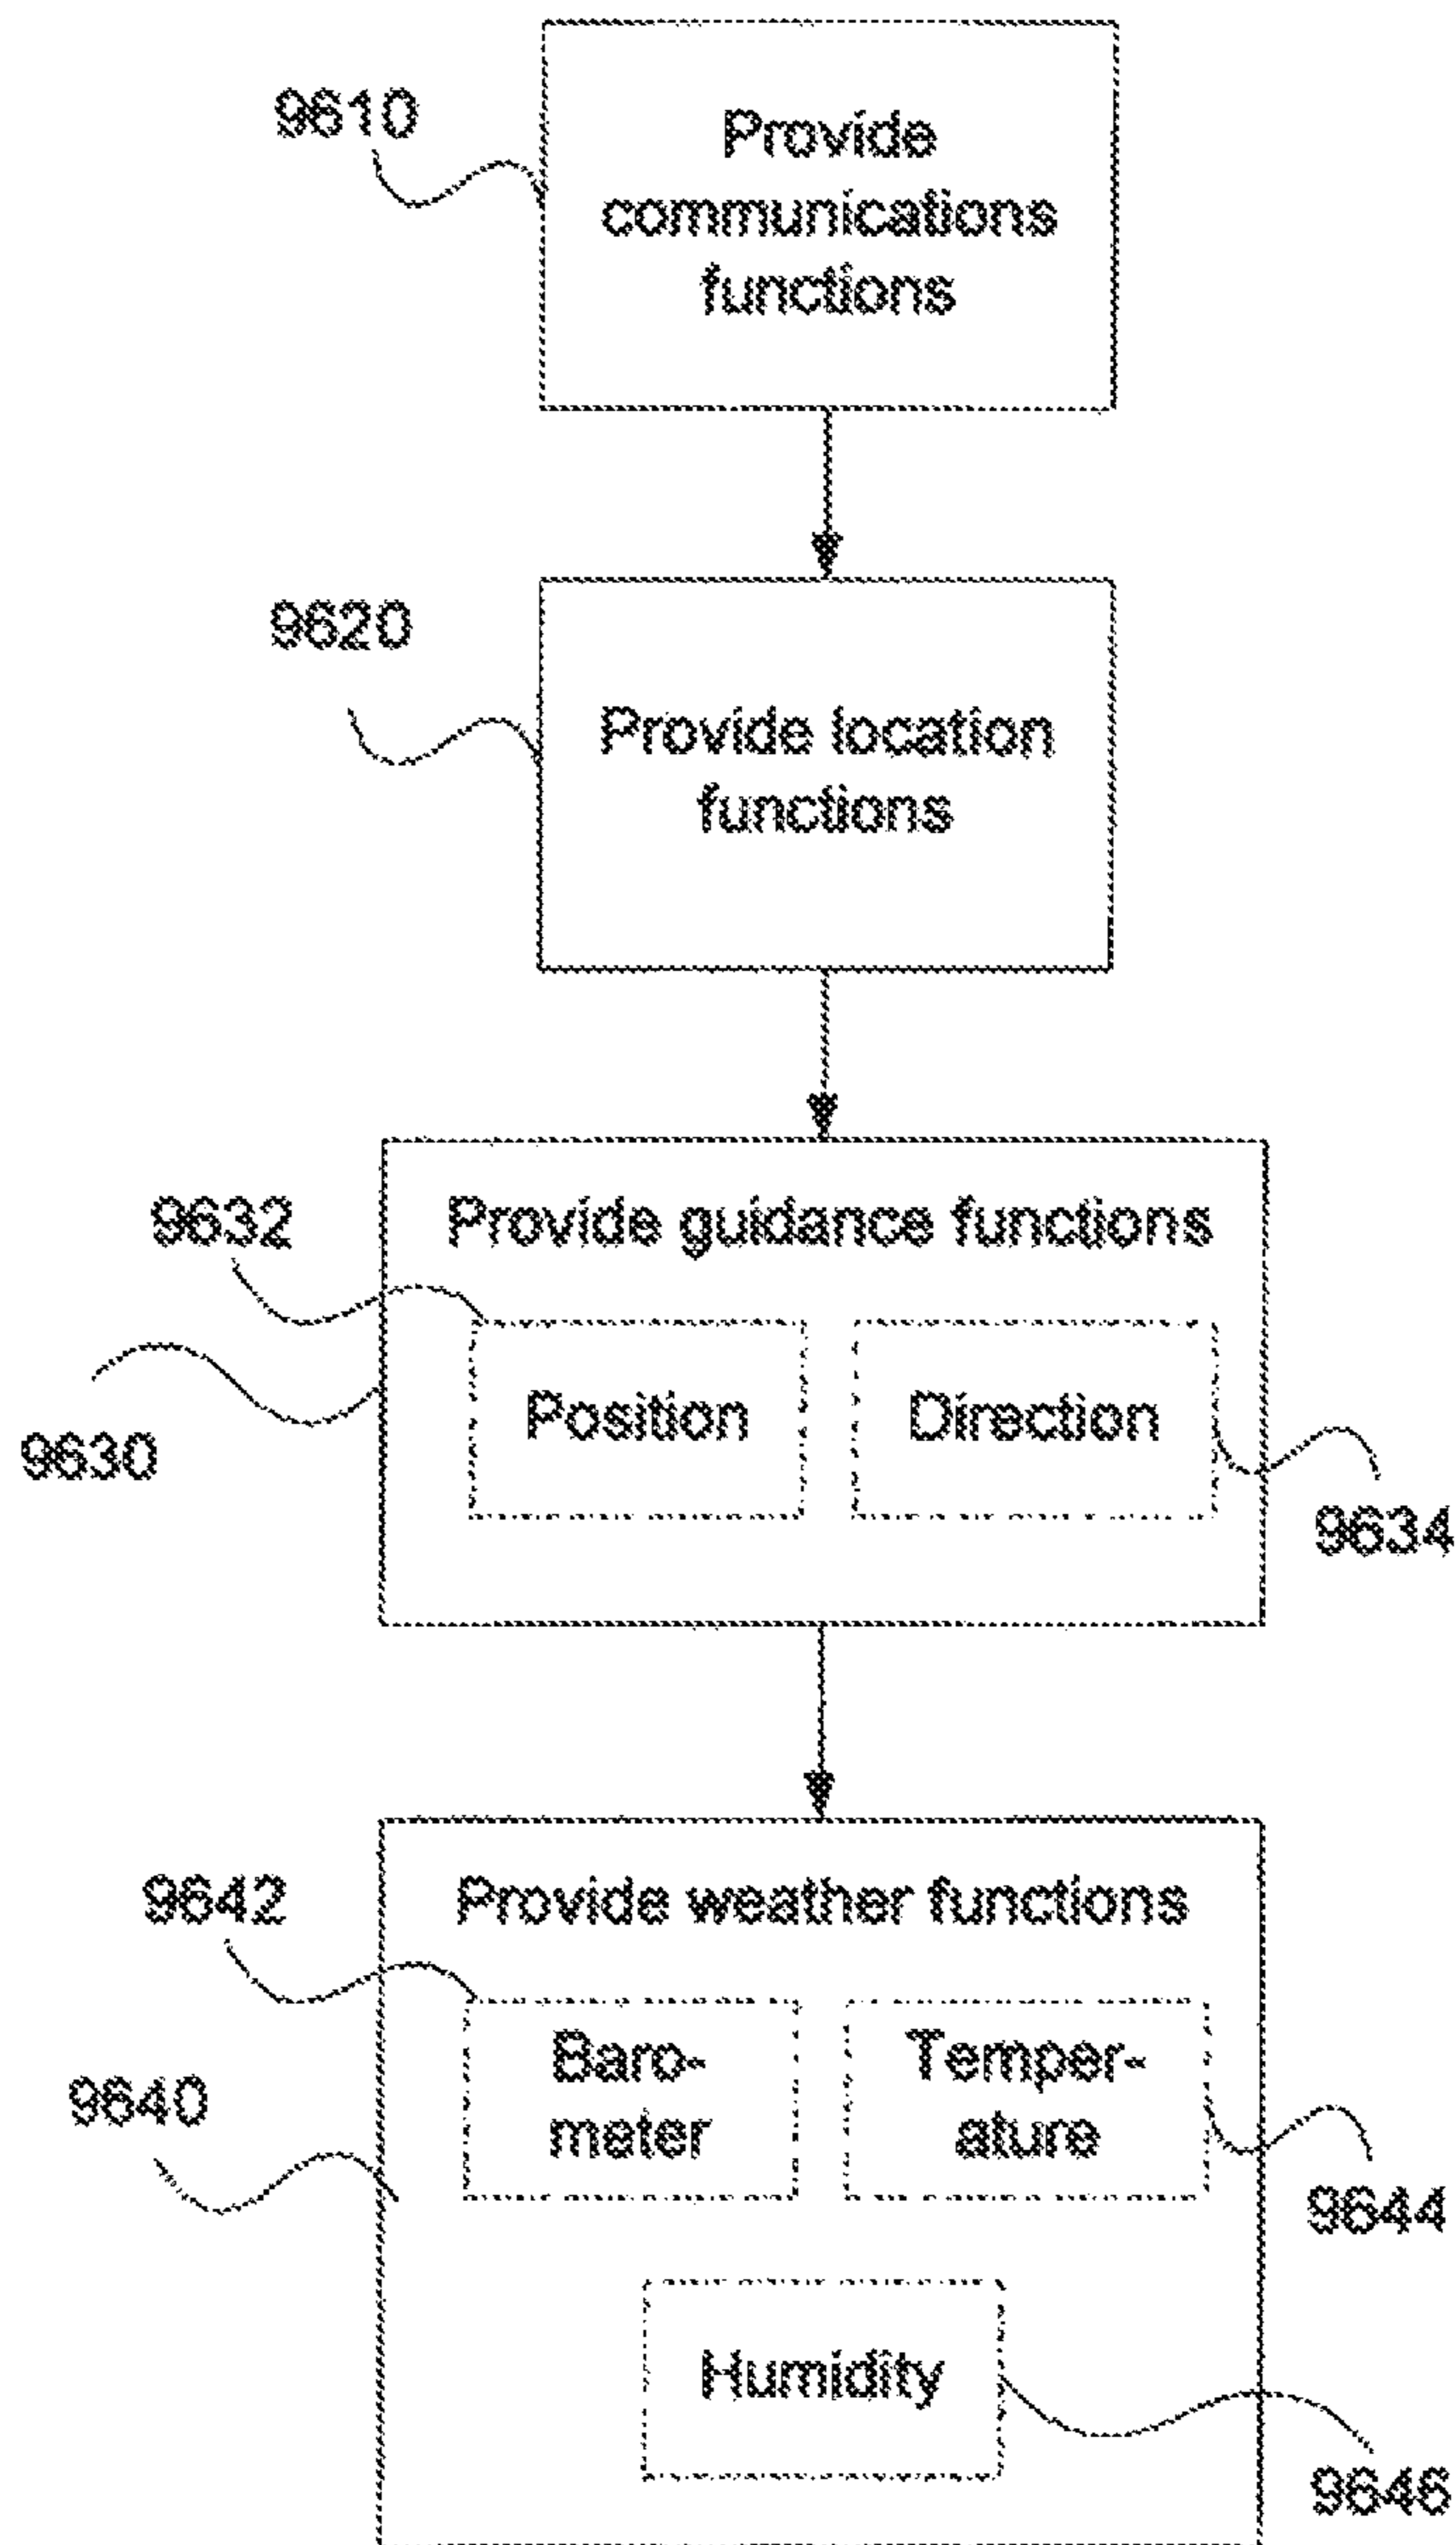 9610
Provide
communications
functions
9620
Provide location
functions
9632
Provide guidance functions
Position
Direction
9630
9634
9642
Provide weather functions
Baro-
meter
Temper-
ature
9640
9644
Humidity
9646